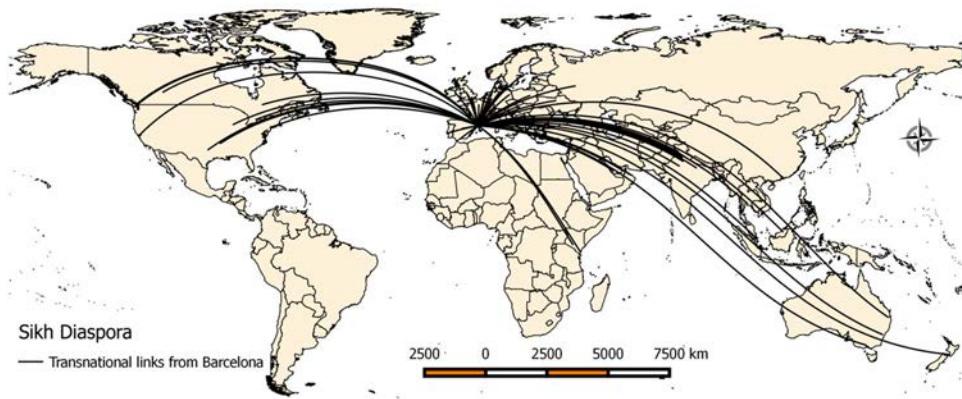 Sikh Diaspora
Transnational links from Barcelona
2500 0 2500 5000 7500 km